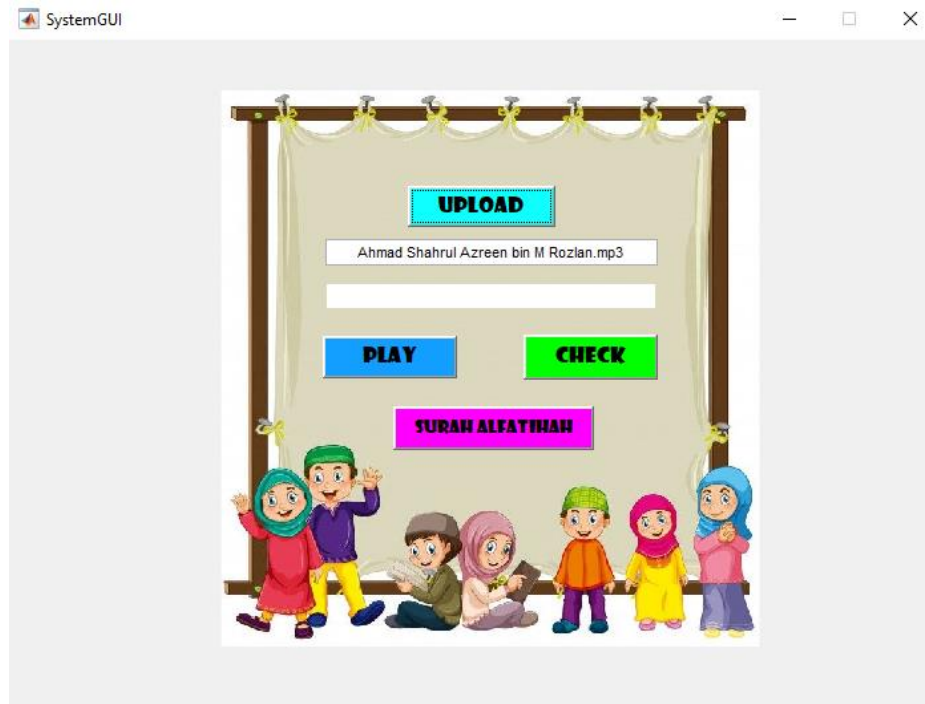 SystemGUI
UPLOAD
Ahmad Shahrul Azreen bin M Rozlan.mp3
PLAY CHECK
SURAH ALFATIHAH